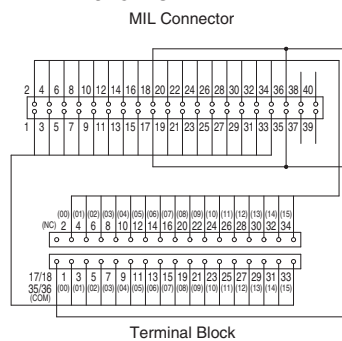 MIL Connector
2 4 6 8 10 12 14 16 18 20 22 24 26 28 30 32 34 36 38 40
1 3 5 7 9 11 13 15 17 19 21 23 25 27 29 31 33 35 37 39
(00) (01) (02) (03) (04) (05) (06) (07) (08) (09) (10) (11) (12) (13) (14) (15)
(NC) 2 4 6 8 10 12 14 16 20 22 24 26 28 30 32 34
17/18 1 3 5 7 9 11 13 15 19 21 23 25 27 29 31 33
35/36 (00) (01) (02) (03) (04) (05) (06) (07) (08) (09) (10) (11) (12) (13) (14) (15)
(COM)
Terminal Block